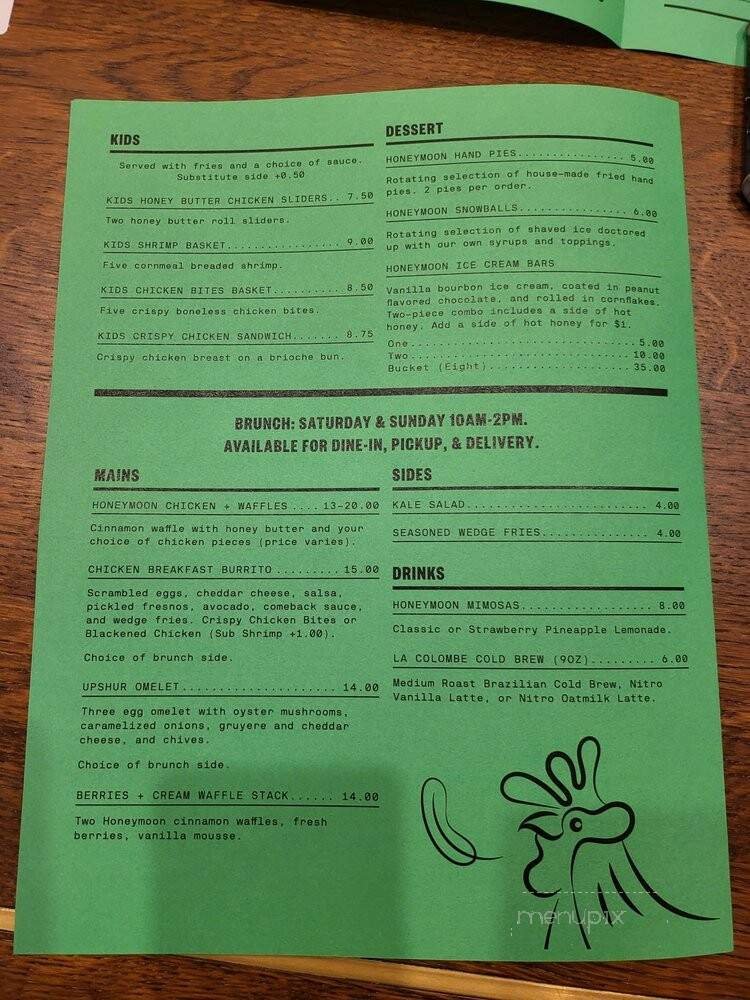 KIDS
Served with fries and a choice of sauce.
Substitute side +0.50
KIDS HONEY BUTTER CHICKEN SLIDERS.. 7.50
Two honey butter roll sliders.
KIDS SHRIMP BASKET................. 9.00
Five cornmeal breaded shrimp.
KIDS CHICKEN BITES BASKET.......... 8.50
Five crispy boneless chicken bites.
KIDS CRISPY CHICKEN SANDWICH....... 8.75
Crispy chicken breast on a brioche bun.
DESSERT
HONEYMOON HAND PIES................ 5.00
Rotating selection of house-made fried hand
pies. 2 pies per order.
HONEYMOON SNOWBALLS................ 6.00
Rotating selection of shaved ice doctored
up with our own syrups and toppings.
HONEYMOON ICE CREAM BARS
Vanilla bourbon ice cream, coated in peanut
flavored chocolate, and rolled in cornflakes.
Two-piece combo includes a side of hot
honey. Add a side of hot honey for $1.
One.................................. 5.00
Two................................. 10.00
Bucket (Eight)...................... 35.00
BRUNCH: SATURDAY & SUNDAY 10AM-2PM.
AVAILABLE FOR DINE-IN, PICKUP, & DELIVERY.
MAINS
HONEYMOON CHICKEN + WAFFLES .... 13-20.00
Cinnamon waffle with honey butter and your
choice of chicken pieces (price varies).
CHICKEN BREAKFAST BURRITO ......... 15.00
Scrambled eggs, cheddar cheese, salsa,
pickled fresnos, avocado, comeback sauce,
and wedge fries. Crispy Chicken Bites or
Blackened Chicken (Sub Shrimp +1.00).
Choice of brunch side.
UPSHUR OMELET...................... 14.00
Three egg omelet with oyster mushrooms,
caramelized onions, gruyere and cheddar
cheese, and chives.
Choice of brunch side.
BERRIES + CREAM WAFFLE STACK...... 14.00
Two Honeymoon cinnamon waffles, fresh
berries, vanilla mousse.
SIDES
KALE SALAD.......................... 4.00
SEASONED WEDGE FRIES............... 4.00
DRINKS
HONEYMOON MIMOSAS................... 8.00
Classic or Strawberry Pineapple Lemonade.
LA COLOMBE COLD BREW (9OZ)......... 6.00
Medium Roast Brazilian Cold Brew, Nitro
Vanilla Latte, or Nitro Oatmilk Latte.
menupix